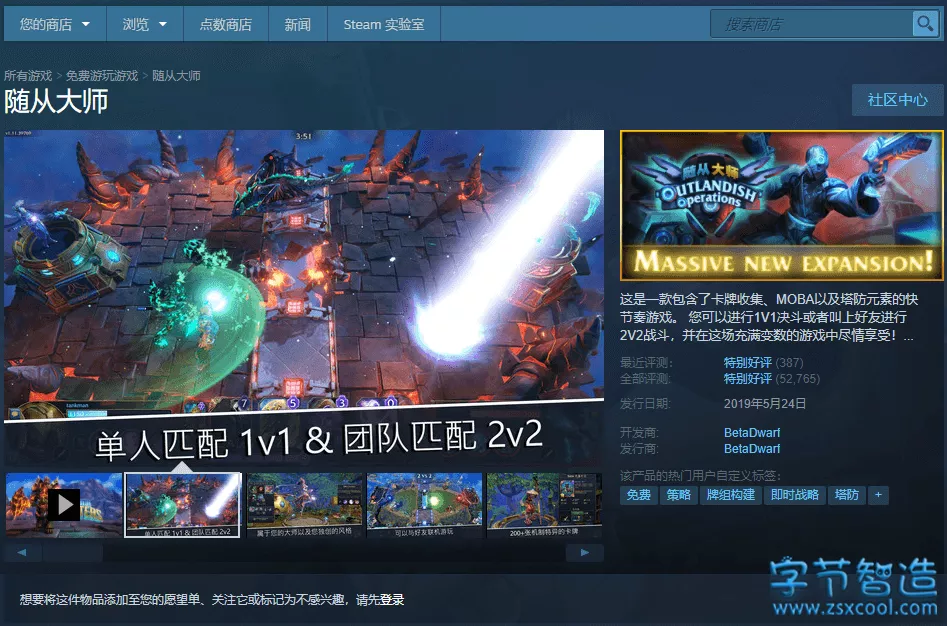 您的商店
浏览
点数商店
新闻
Steam 实验室
搜索商店
所有游戏 > 免费游玩游戏 > 随从大师
随从大师
社区中心
3:51
随从大师
OUTLANDISH
Operations
MASSIVE NEW EXPANSION!
这是一款包含了卡牌收集、MOBA以及塔防元素的快
节奏游戏。 您可以进行1V1决斗或者叫上好友进行
2V2战斗，并在这场充满变数的游戏中尽情享受！...
最近评测: 特别好评 (387)
全部评测: 特别好评 (52,765)
发行日期: 2019年5月24日
开发商: BetaDwarf
发行商: BetaDwarf
该产品的热门用户自定义标签:
免费 策略 牌组构建 即时战略 塔防 +
7 5 3 0
单人匹配 1v1 & 团队匹配 2v2
单人匹配 1v1 & 团队匹配 2v2
属于您的大师以及您独创的风格
可以与好友联机游玩
200+张机制特异的卡牌
想要将这件物品添加至您的愿望单、关注它或标记为不感兴趣，请先登录
字节智造
www.zsxcool.com